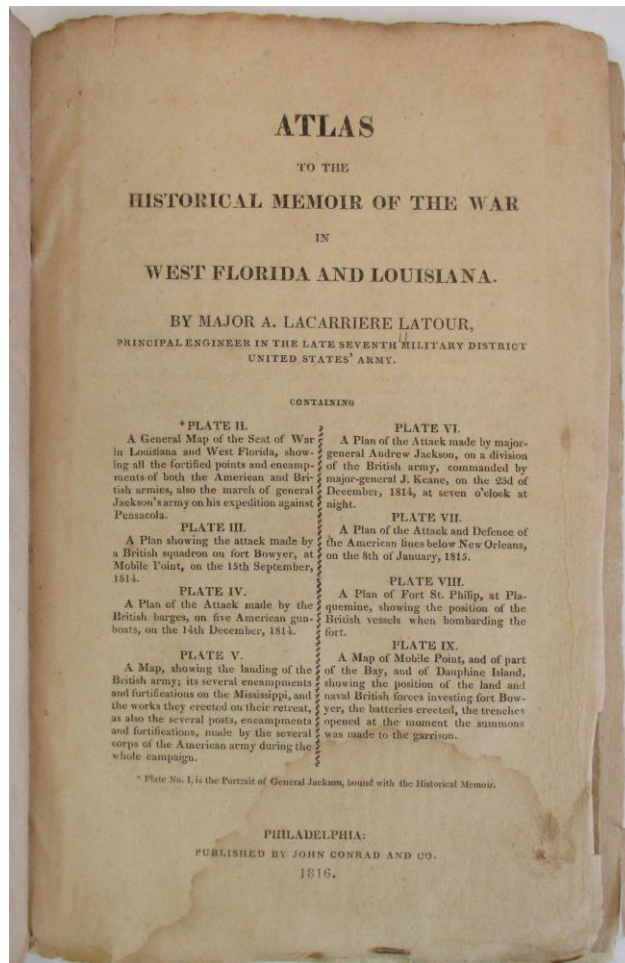 ATLAS
TO THE
HISTORICAL MEMOIR OF THE WAR
IN
WEST FLORIDA AND LOUISIANA.
BY MAJOR A. LACARRIERE LATOUR,
PRINCIPAL ENGINEER IN THE LATE SEVENTH MILITARY DISTRICT
UNITED STATES' ARMY.
CONTAINING
* PLATE II.
A General Map of the Seat of War
in Louisiana and West Florida, show-
ing all the fortified points and encamp-
ments of both the American and Bri-
tish armies, also the march of general
Jackson's army on his expedition against
Pensacola.
PLATE III.
A Plan showing the attack made by
a British squadron on fort Bowyer, at
Mobile Point, on the 15th September,
1814.
PLATE IV.
A Plan of the Attack made by the
British barges, on five American gun-
boats, on the 14th December, 1814.
PLATE V.
A Map, showing the landing of the
British army; its several encampments
and fortifications on the Mississippi, and
the works they erected on their retreat,
as also the several posts, encampments
and fortifications, made by the several
corps of the American army during the
whole campaign.
PLATE VI.
A Plan of the Attack made by major-
general Andrew Jackson, on a division
of the British army, commanded by
major-general J. Keane, on the 23d of
December, 1814, at seven o'clock at
night.
PLATE VII.
A Plan of the Attack and Defence of
the American lines below New Orleans,
on the 8th of January, 1815.
PLATE VIII.
A Plan of Fort St. Philip, at Pla-
quemine, showing the position of the
British vessels when bombarding the
fort.
PLATE IX.
A Map of Mobile Point, and of part
of the Bay, and of Dauphine Island,
showing the position of the land and
naval British forces investing fort Bow-
yer, the batteries erected, the trenches
opened at the moment the summons
was made to the garrison.
* Plate No. I, is the Portrait of General Jackson, bound with the Historical Memoir.
PHILADELPHIA:
PUBLISHED BY JOHN CONRAD AND CO.
1816.